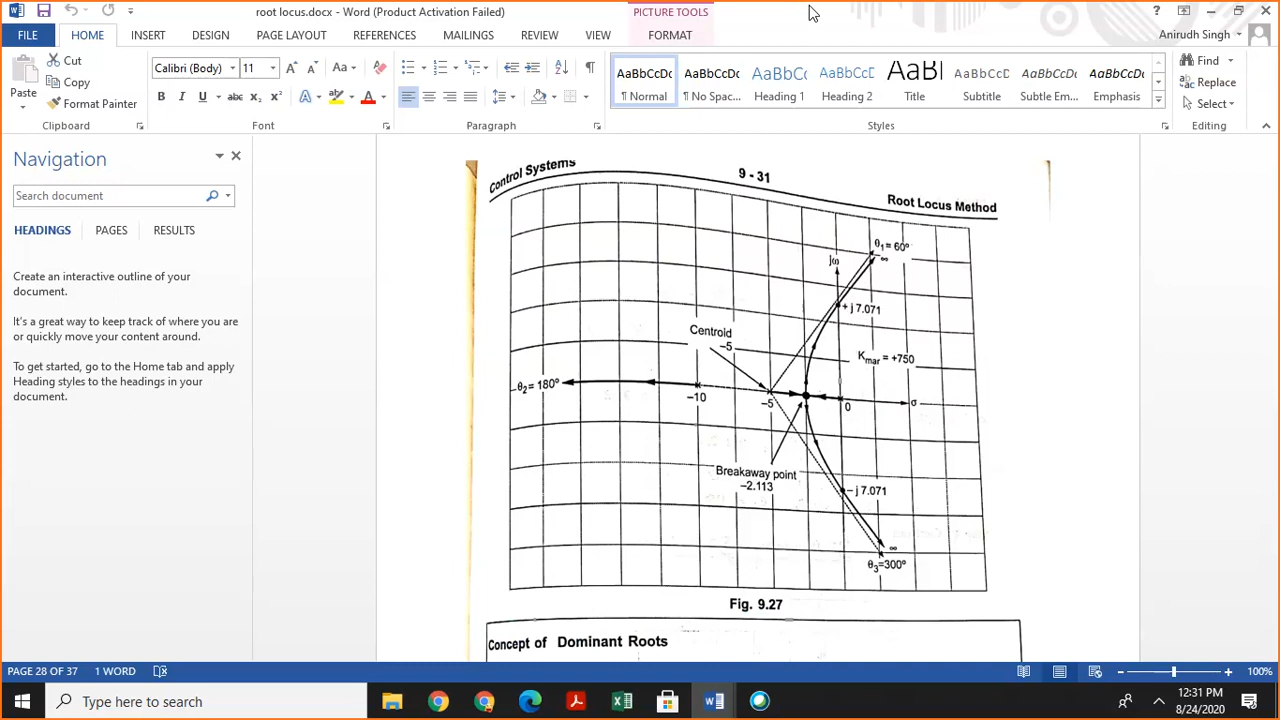 root locus.docx - Word (Product Activation Failed)
PICTURE TOOLS
FILE HOME INSERT DESIGN PAGE LAYOUT REFERENCES MAILINGS REVIEW VIEW FORMAT Anirudh Singh
Paste
Cut
Copy
Format Painter
Clipboard
Calibri (Body) 11
Font
Paragraph
AaBbCcDc AaBbCcDc AaBbC AaBbCc AaBl AaBbCcC AaBbCcDc AaBbCcDc
¶ Normal ¶ No Spac... Heading 1 Heading 2 Title Subtitle Subtle Em... Emphasis
Styles
Find
Replace
Select
Editing
Navigation
Search document
HEADINGS PAGES RESULTS
Create an interactive outline of your
document.
It's a great way to keep track of where you are
or quickly move your content around.
To get started, go to the Home tab and apply
Heading styles to the headings in your
document.
Control Systems 9 - 31 Root Locus Method
θ1= 60º
∞
jω
+ j 7.071
Centroid
–5
Kmar = +750
θ2= 180º
–10 –5 0 σ
Breakaway point
–2.113
– j 7.071
∞
θ3=300º
Fig. 9.27
Concept of Dominant Roots
PAGE 28 OF 37 1 WORD 100%
Type here to search
12:31 PM
8/24/2020